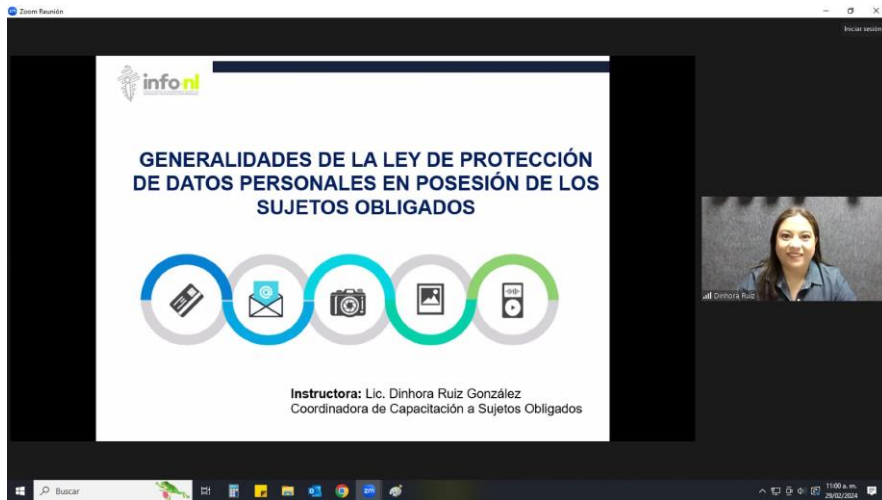 Zoom Reunión
Iniciar sesión
info nl
GENERALIDADES DE LA LEY DE PROTECCIÓN
DE DATOS PERSONALES EN POSESIÓN DE LOS
SUJETOS OBLIGADOS
@
Instructora: Lic. Dinhora Ruiz González
Coordinadora de Capacitación a Sujetos Obligados
Dinhora Ruiz
Buscar
zm
11:00 a. m.
29/02/2024